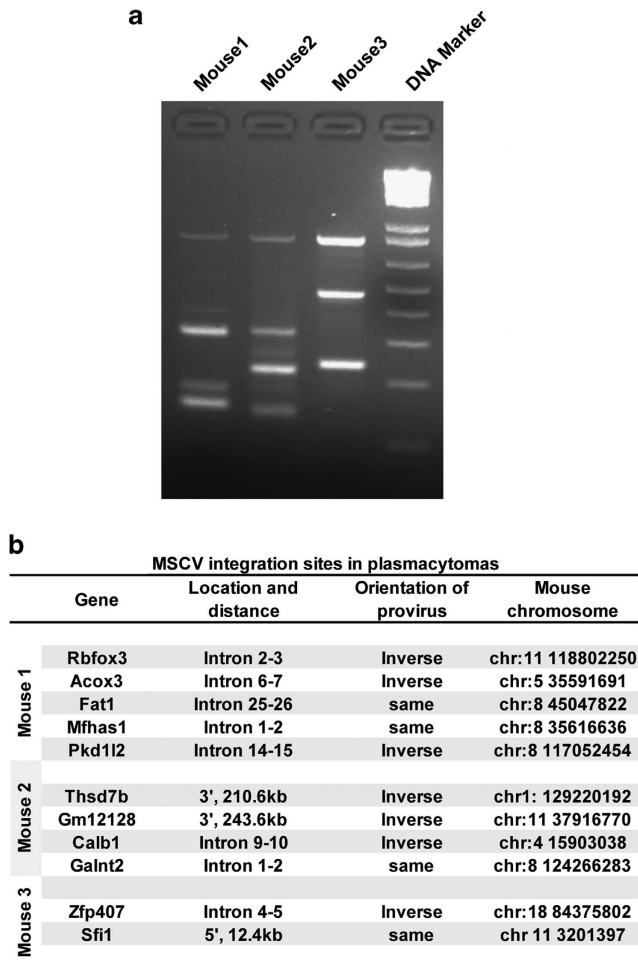 a
Mouse1 Mouse2 Mouse3 DNA Marker
b
MSCV integration sites in plasmacytomas
Gene Location and distance Orientation of provirus Mouse chromosome
Mouse 1
Rbfox3 Intron 2-3 Inverse chr:11 118802250
Acox3 Intron 6-7 Inverse chr:5 35591691
Fat1 Intron 25-26 same chr:8 45047822
Mfhas1 Intron 1-2 same chr:8 35616636
Pkd1l2 Intron 14-15 Inverse chr:8 117052454
Mouse 2
Thsd7b 3', 210.6kb Inverse chr1: 129220192
Gm12128 3', 243.6kb Inverse chr:11 37916770
Calb1 Intron 9-10 Inverse chr:4 15903038
Galnt2 Intron 1-2 same chr:8 124266283
Mouse 3
Zfp407 Intron 4-5 Inverse chr:18 84375802
Sfi1 5', 12.4kb same chr 11 3201397